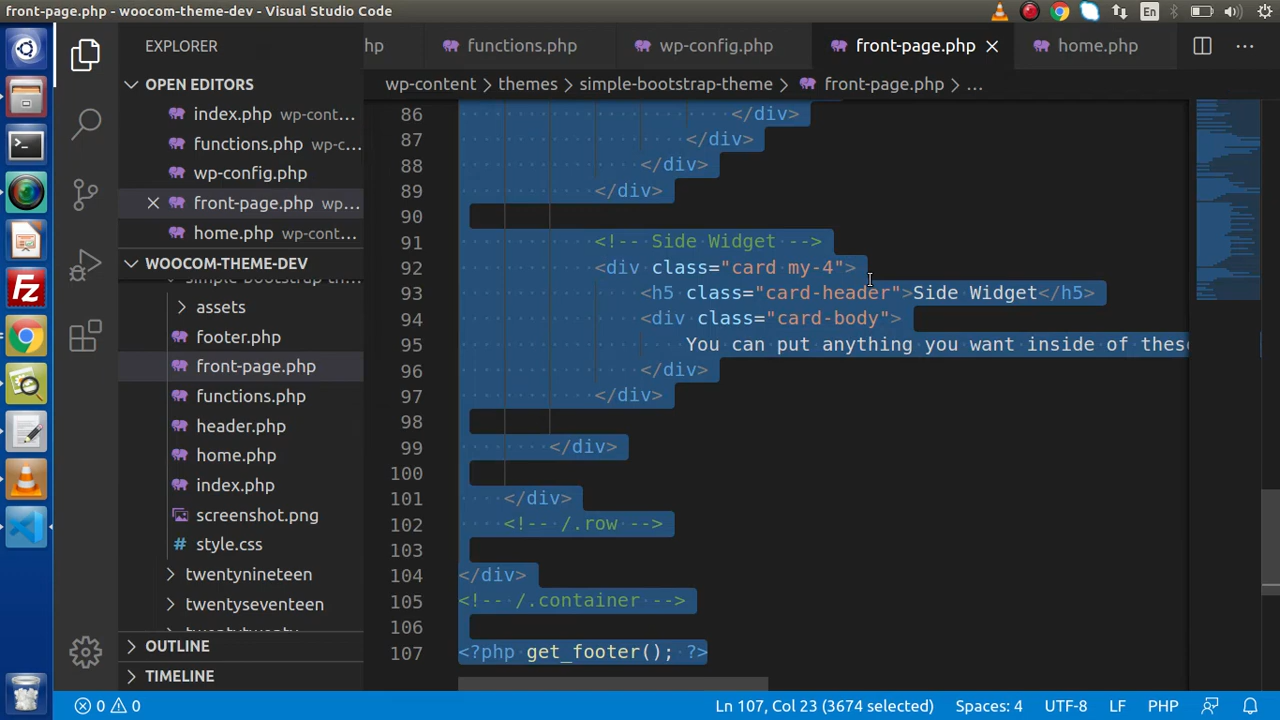 front-page.php - woocom-theme-dev - Visual Studio Code
En
EXPLORER
hp
functions.php
wp-config.php
front-page.php
home.php
OPEN EDITORS
wp-content > themes > simple-bootstrap-theme > front-page.php > ...
index.php wp-cont...
functions.php wp-c...
wp-config.php
front-page.php wp...
home.php wp-cont...
WOOCOM-THEME-DEV
assets
footer.php
front-page.php
functions.php
header.php
home.php
index.php
screenshot.png
style.css
twentynineteen
twentyseventeen
OUTLINE
TIMELINE
86 </div>
87 </div>
88 </div>
89 </div>
90
91 <!-- Side Widget -->
92 <div class="card my-4">
93 <h5 class="card-header">Side Widget</h5>
94 <div class="card-body">
95 You can put anything you want inside of thes
96 </div>
97 </div>
98
99 </div>
100
101 </div>
102 <!-- /.row -->
103
104 </div>
105 <!-- /.container -->
106
107 <?php get_footer(); ?>
0 0
Ln 107, Col 23 (3674 selected)
Spaces: 4
UTF-8
LF
PHP